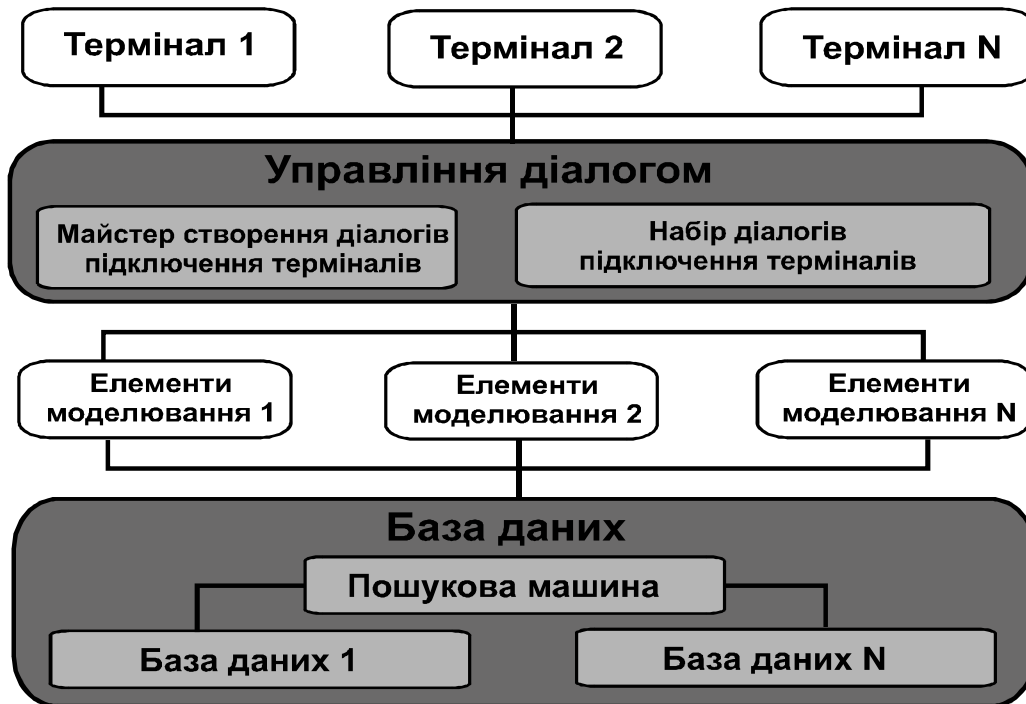 Термінал 1
Термінал 2
Термінал N
Управління діалогом
Майстер створення діалогів
підключення терміналів
Набір діалогів
підключення терміналів
Елементи
моделювання 1
Елементи
моделювання 2
Елементи
моделювання N
База даних
Пошукова машина
База даних 1
База даних N